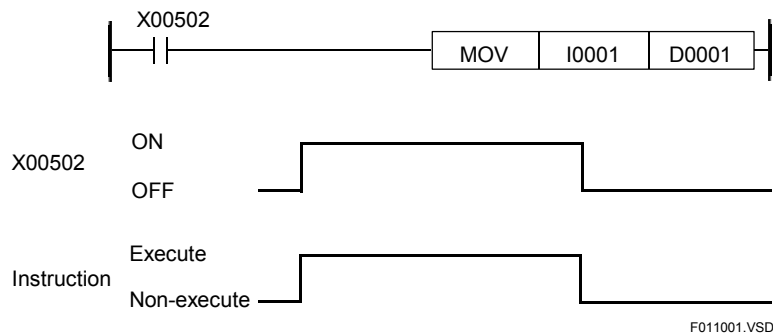 X00502
MOV I0001 D0001
ON
X00502
OFF
Execute
Instruction
Non-execute
F011001.VSD